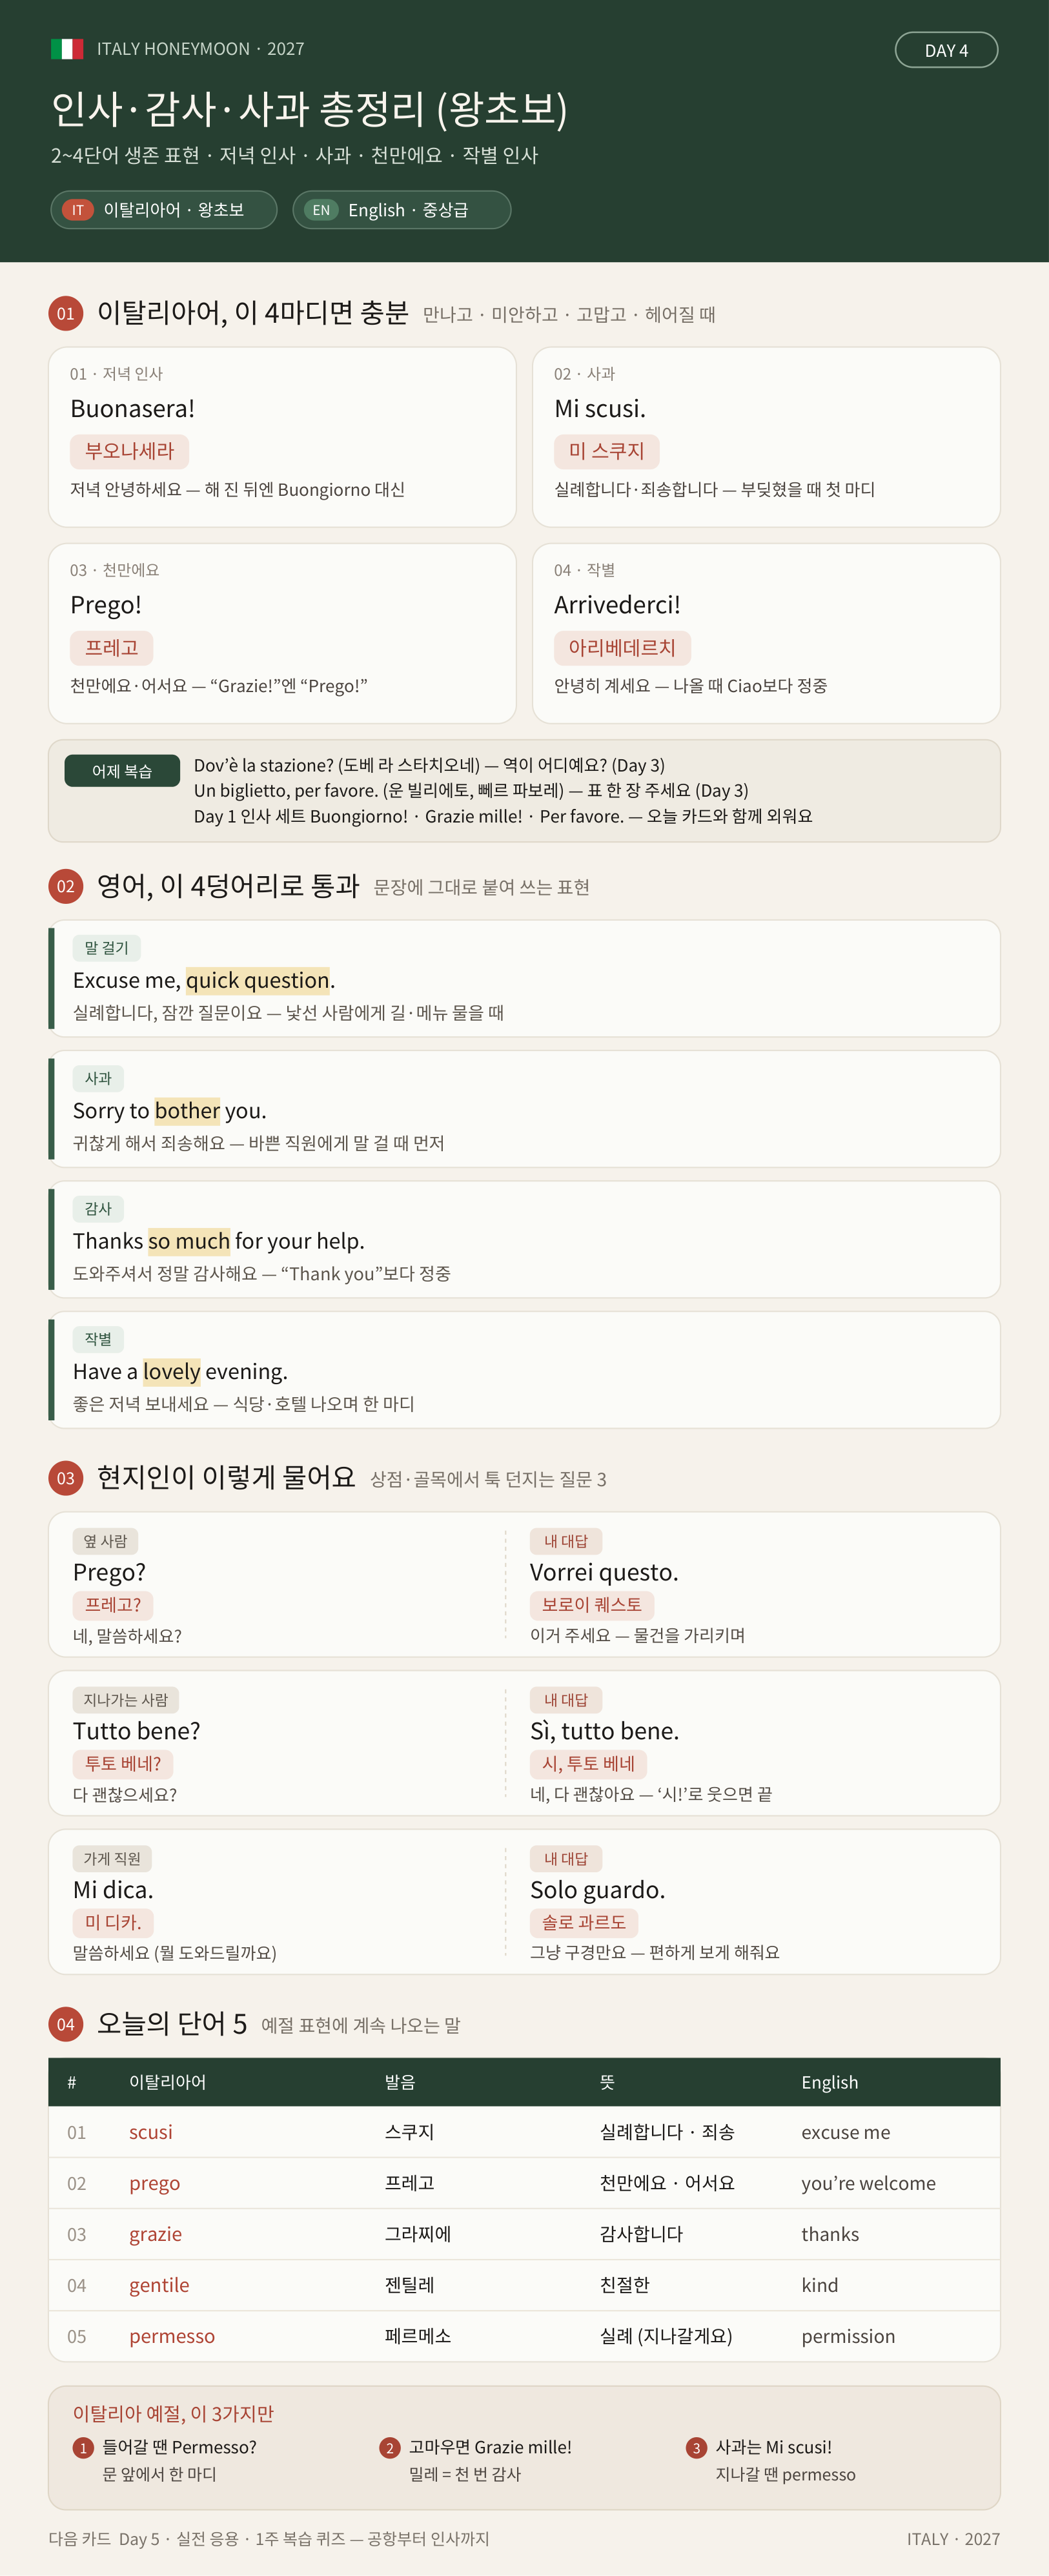 ITALY HONEYMOON · 2027
DAY 4
인사·감사·사과 총정리 (왕초보)
2~4단어 생존 표현 · 저녁 인사 · 사과 · 천만에요 · 작별 인사
IT 이탈리아어 · 왕초보
EN English · 중상급
01 이탈리아어, 이 4마디면 충분 만나고 · 미안하고 · 고맙고 · 헤어질 때
01 · 저녁 인사
Buonasera!
부오나세라
저녁 안녕하세요 — 해 진 뒤엔 Buongiorno 대신
02 · 사과
Mi scusi.
미 스쿠지
실례합니다·죄송합니다 — 부딪혔을 때 첫 마디
03 · 천만에요
Prego!
프레고
천만에요·어서요 — “Grazie!”엔 “Prego!”
04 · 작별
Arrivederci!
아리베데르치
안녕히 계세요 — 나올 때 Ciao보다 정중
어제 복습
Dov’è la stazione? (도베 라 스타치오네) — 역이 어디예요? (Day 3)
Un biglietto, per favore. (운 빌리에토, 뻬르 파보레) — 표 한 장 주세요 (Day 3)
Day 1 인사 세트 Buongiorno! · Grazie mille! · Per favore. — 오늘 카드와 함께 외워요
02 영어, 이 4덩어리로 통과 문장에 그대로 붙여 쓰는 표현
말 걸기
Excuse me, quick question.
실례합니다, 잠깐 질문이요 — 낯선 사람에게 길·메뉴 물을 때
사과
Sorry to bother you.
귀찮게 해서 죄송해요 — 바쁜 직원에게 말 걸 때 먼저
감사
Thanks so much for your help.
도와주셔서 정말 감사해요 — “Thank you”보다 정중
작별
Have a lovely evening.
좋은 저녁 보내세요 — 식당·호텔 나오며 한 마디
03 현지인이 이렇게 물어요 상점·골목에서 툭 던지는 질문 3
옆 사람
Prego?
프레고?
네, 말씀하세요?
내 대답
Vorrei questo.
보로이 퀘스토
이거 주세요 — 물건을 가리키며
지나가는 사람
Tutto bene?
투토 베네?
다 괜찮으세요?
내 대답
Sì, tutto bene.
시, 투토 베네
네, 다 괜찮아요 — ‘시!’로 웃으면 끝
가게 직원
Mi dica.
미 디카.
말씀하세요 (뭘 도와드릴까요)
내 대답
Solo guardo.
솔로 과르도
그냥 구경만요 — 편하게 보게 해줘요
04 오늘의 단어 5 예절 표현에 계속 나오는 말
# 이탈리아어 발음 뜻 English
01 scusi 스쿠지 실례합니다 · 죄송 excuse me
02 prego 프레고 천만에요 · 어서요 you’re welcome
03 grazie 그라찌에 감사합니다 thanks
04 gentile 젠틸레 친절한 kind
05 permesso 페르메소 실례 (지나갈게요) permission
이탈리아 예절, 이 3가지만
1 들어갈 땐 Permesso?
문 앞에서 한 마디
2 고마우면 Grazie mille!
밀레 = 천 번 감사
3 사과는 Mi scusi!
지나갈 땐 permesso
다음 카드 Day 5 · 실전 응용 · 1주 복습 퀴즈 — 공항부터 인사까지
ITALY · 2027